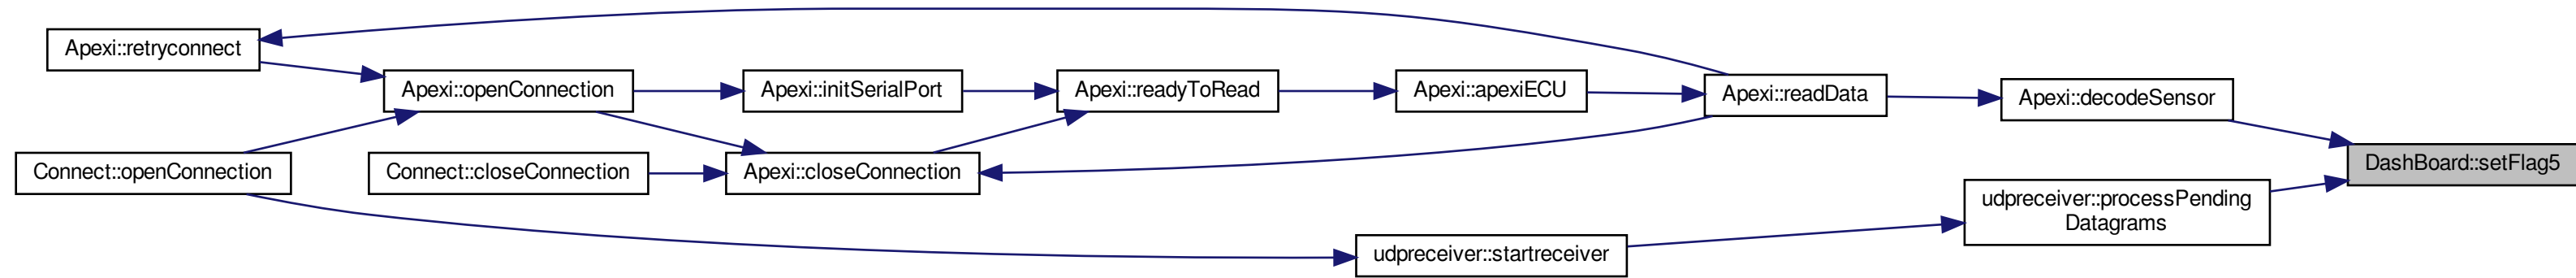 Apexi::retryconnect
Apexi::openConnection
Apexi::initSerialPort
Apexi::readyToRead
Apexi::apexiECU
Apexi::readData
Apexi::decodeSensor
DashBoard::setFlag5
Connect::openConnection
Connect::closeConnection
Apexi::closeConnection
udpreceiver::processPending
Datagrams
udpreceiver::startreceiver